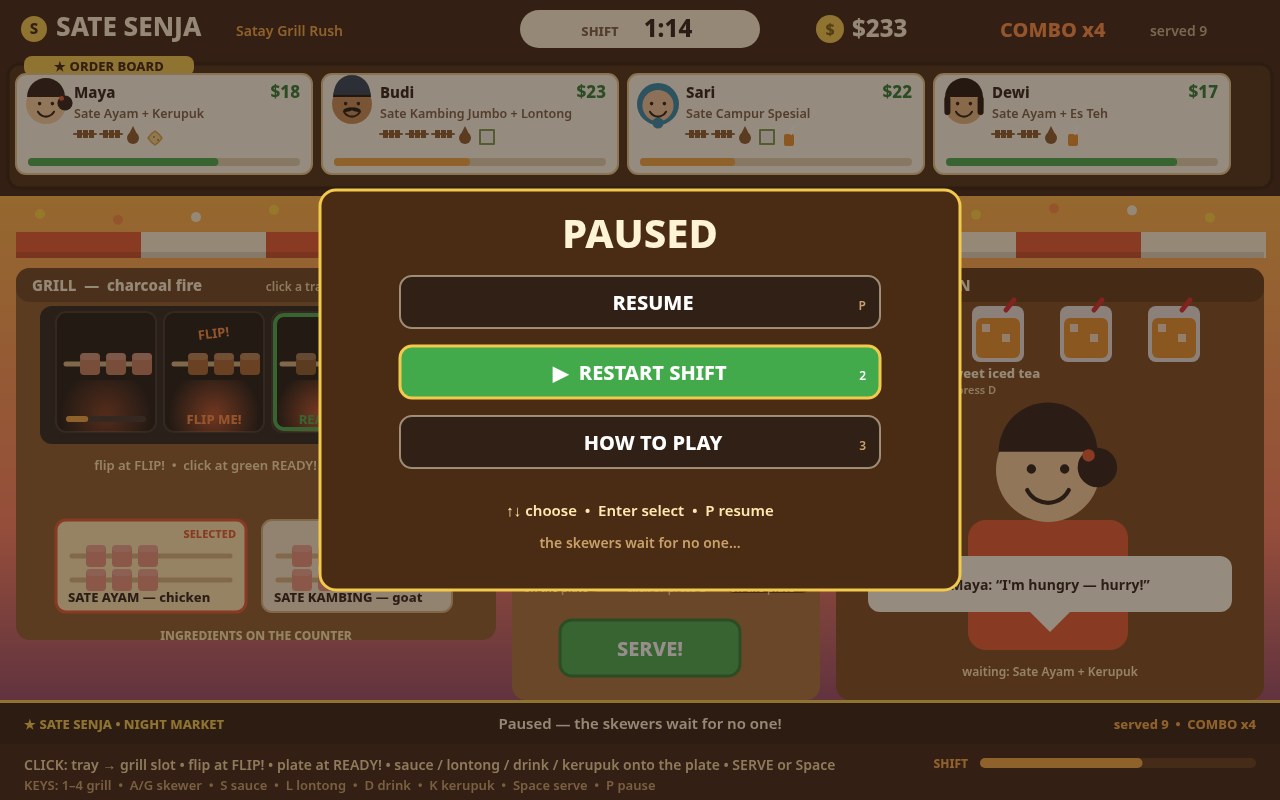 S SATE SENJA Satay Grill Rush SHIFT 1:14 $ $233 COMBO x4 served 9
★ ORDER BOARD
Maya $18
Sate Ayam + Kerupuk
Budi $23
Sate Kambing Jumbo + Lontong
Sari $22
Sate Campur Spesial
Dewi $17
Sate Ayam + Es Teh
PAUSED
RESUME P
▶ RESTART SHIFT 2
HOW TO PLAY 3
↑↓ choose • Enter select • P resume
the skewers wait for no one...
GRILL — charcoal fire click a
FLIP!
FLIP ME!
flip at FLIP! • click at green READY!
SELECTED
SATE AYAM — chicken
SATE KAMBING — goat
INGREDIENTS ON THE COUNTER
SERVE!
iced tea
D
Maya: "I'm hungry — hurry!"
waiting: Sate Ayam + Kerupuk
★ SATE SENJA • NIGHT MARKET Paused — the skewers wait for no one! served 9 • COMBO x4
CLICK: tray → grill slot • flip at FLIP! • plate at READY! • sauce / lontong / drink / kerupuk onto the plate • SERVE or Space SHIFT
KEYS: 1–4 grill • A/G skewer • S sauce • L lontong • D drink • K kerupuk • Space serve • P pause